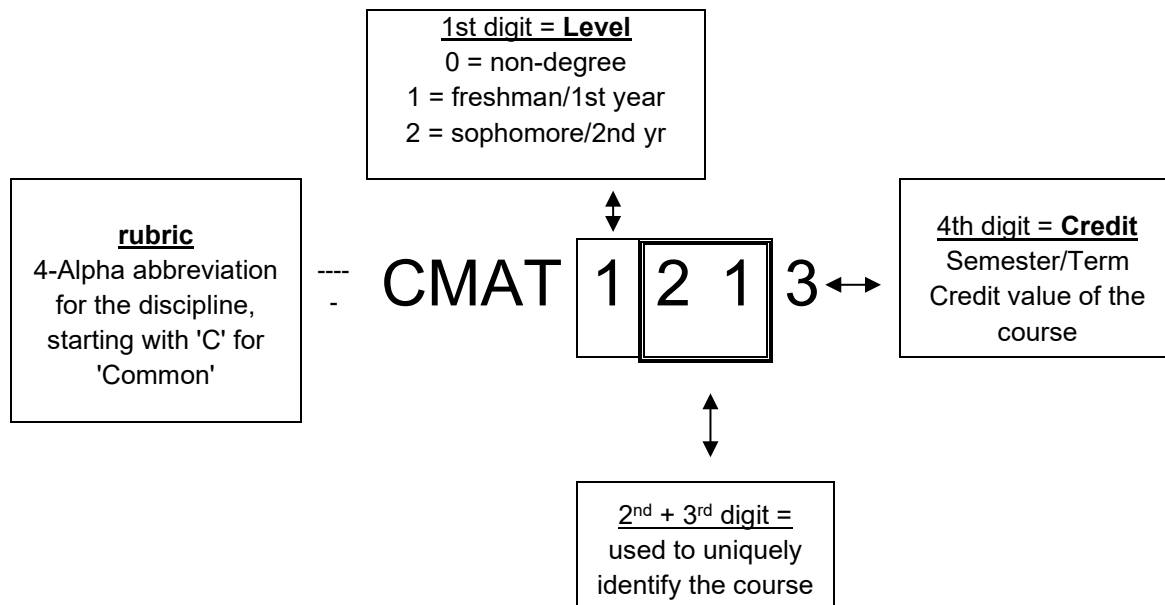 1st digit = Level
0 = non-degree
1 = freshman/1st year
2 = sophomore/2nd yr
rubric
4-Alpha abbreviation
for the discipline,
starting with 'C' for
'Common'
----
-
CMAT 1 2 1 3
4th digit = Credit
Semester/Term
Credit value of the
course
2nd + 3rd digit =
used to uniquely
identify the course